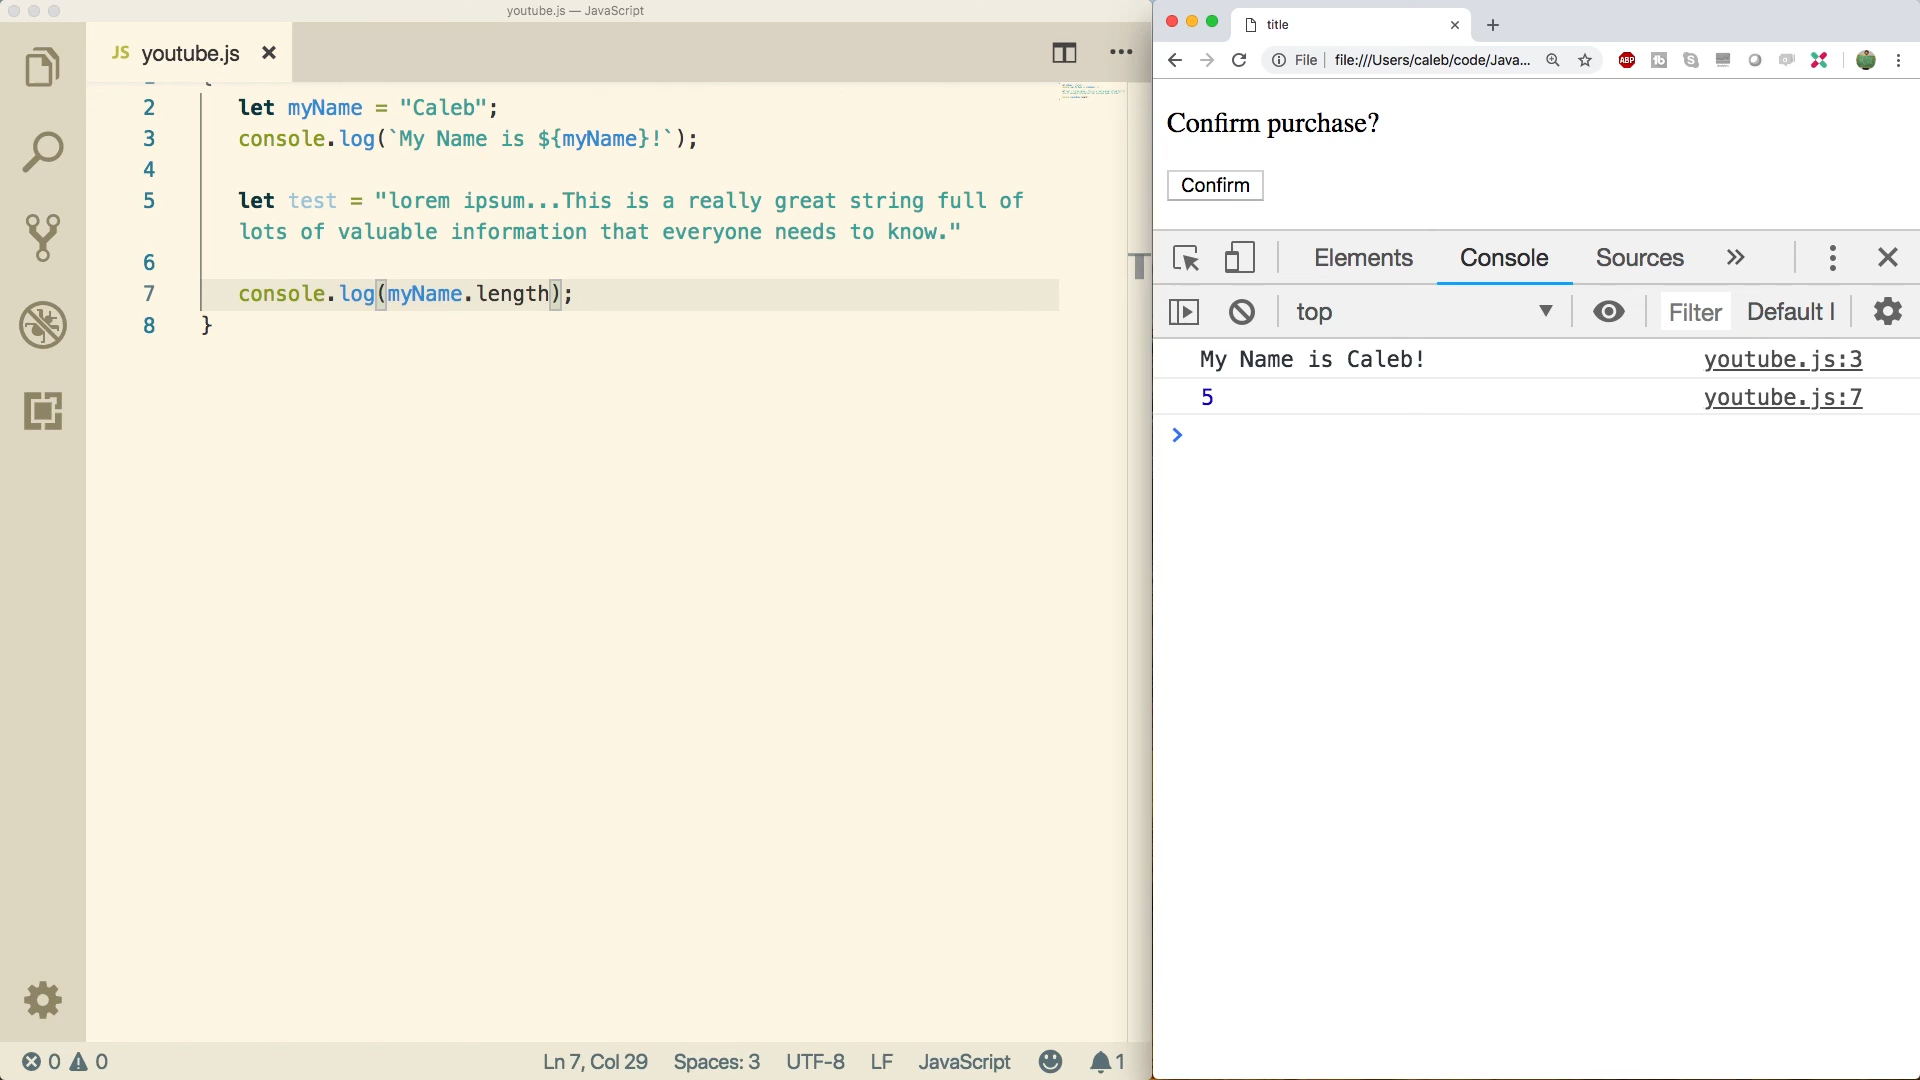 youtube.js — JavaScript
JS youtube.js
2 let myName = "Caleb";
3 console.log(`My Name is ${myName}!`);
4
5 let test = "lorem ipsum...This is a really great string full of
lots of valuable information that everyone needs to know."
6
7 console.log(myName.length);
8 }
0 0
Ln 7, Col 29 Spaces: 3 UTF-8 LF JavaScript 1
title
File file:///Users/caleb/code/Java...
ABP
Confirm purchase?
Confirm
Elements Console Sources
top Filter Default l
My Name is Caleb! youtube.js:3
5 youtube.js:7